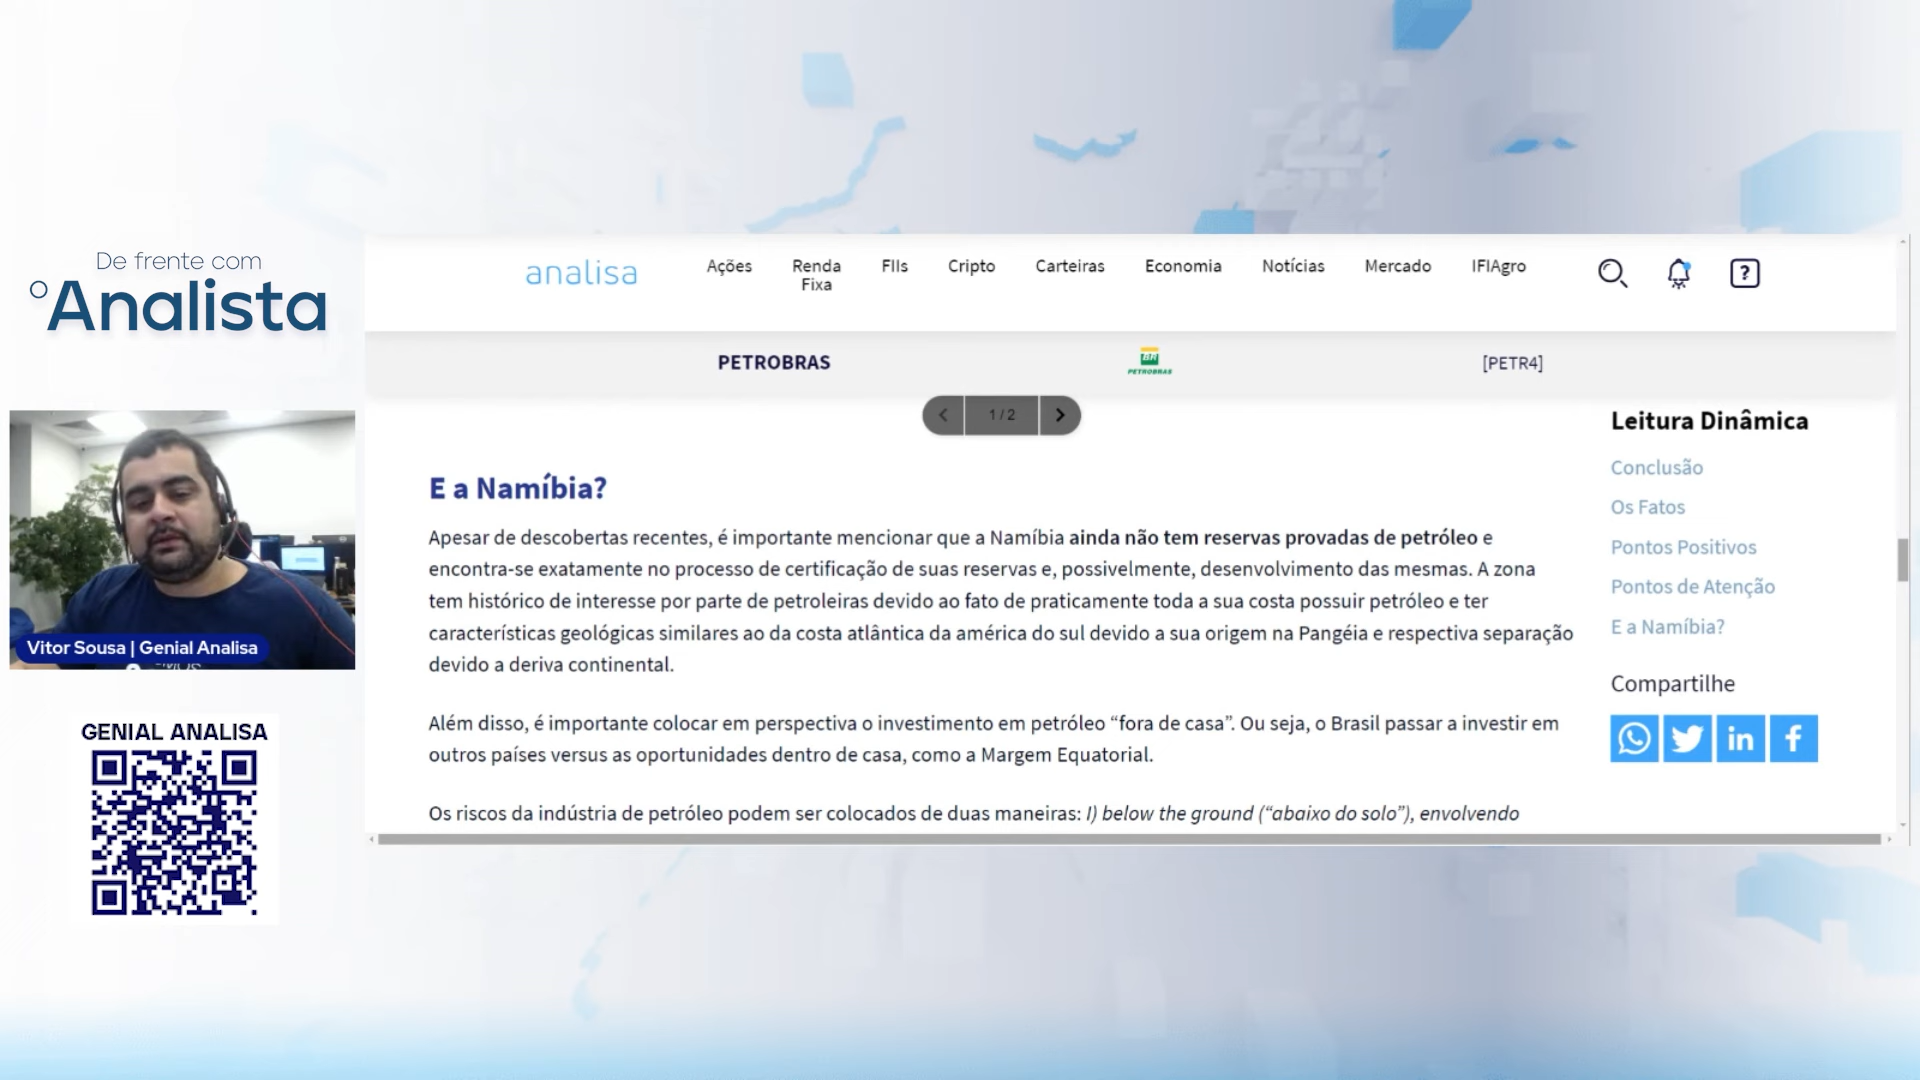 De frente com
°Analista
Vitor Sousa | Genial Analisa
GENIAL ANALISA
analisa
Ações
Renda
Fixa
FIIs
Cripto
Carteiras
Economia
Notícias
Mercado
IFIAgro
?
PETROBRAS
BR
PETROBRAS
[PETR4]
1 / 2
E a Namíbia?
Apesar de descobertas recentes, é importante mencionar que a Namíbia ainda não tem reservas provadas de petróleo e
encontra-se exatamente no processo de certificação de suas reservas e, possivelmente, desenvolvimento das mesmas. A zona
tem histórico de interesse por parte de petroleiras devido ao fato de praticamente toda a sua costa possuir petróleo e ter
características geológicas similares ao da costa atlântica da américa do sul devido a sua origem na Pangéia e respectiva separação
devido a deriva continental.
Além disso, é importante colocar em perspectiva o investimento em petróleo “fora de casa”. Ou seja, o Brasil passar a investir em
outros países versus as oportunidades dentro de casa, como a Margem Equatorial.
Os riscos da indústria de petróleo podem ser colocados de duas maneiras: I) below the ground (“abaixo do solo”), envolvendo
Leitura Dinâmica
Conclusão
Os Fatos
Pontos Positivos
Pontos de Atenção
E a Namíbia?
Compartilhe
in
f